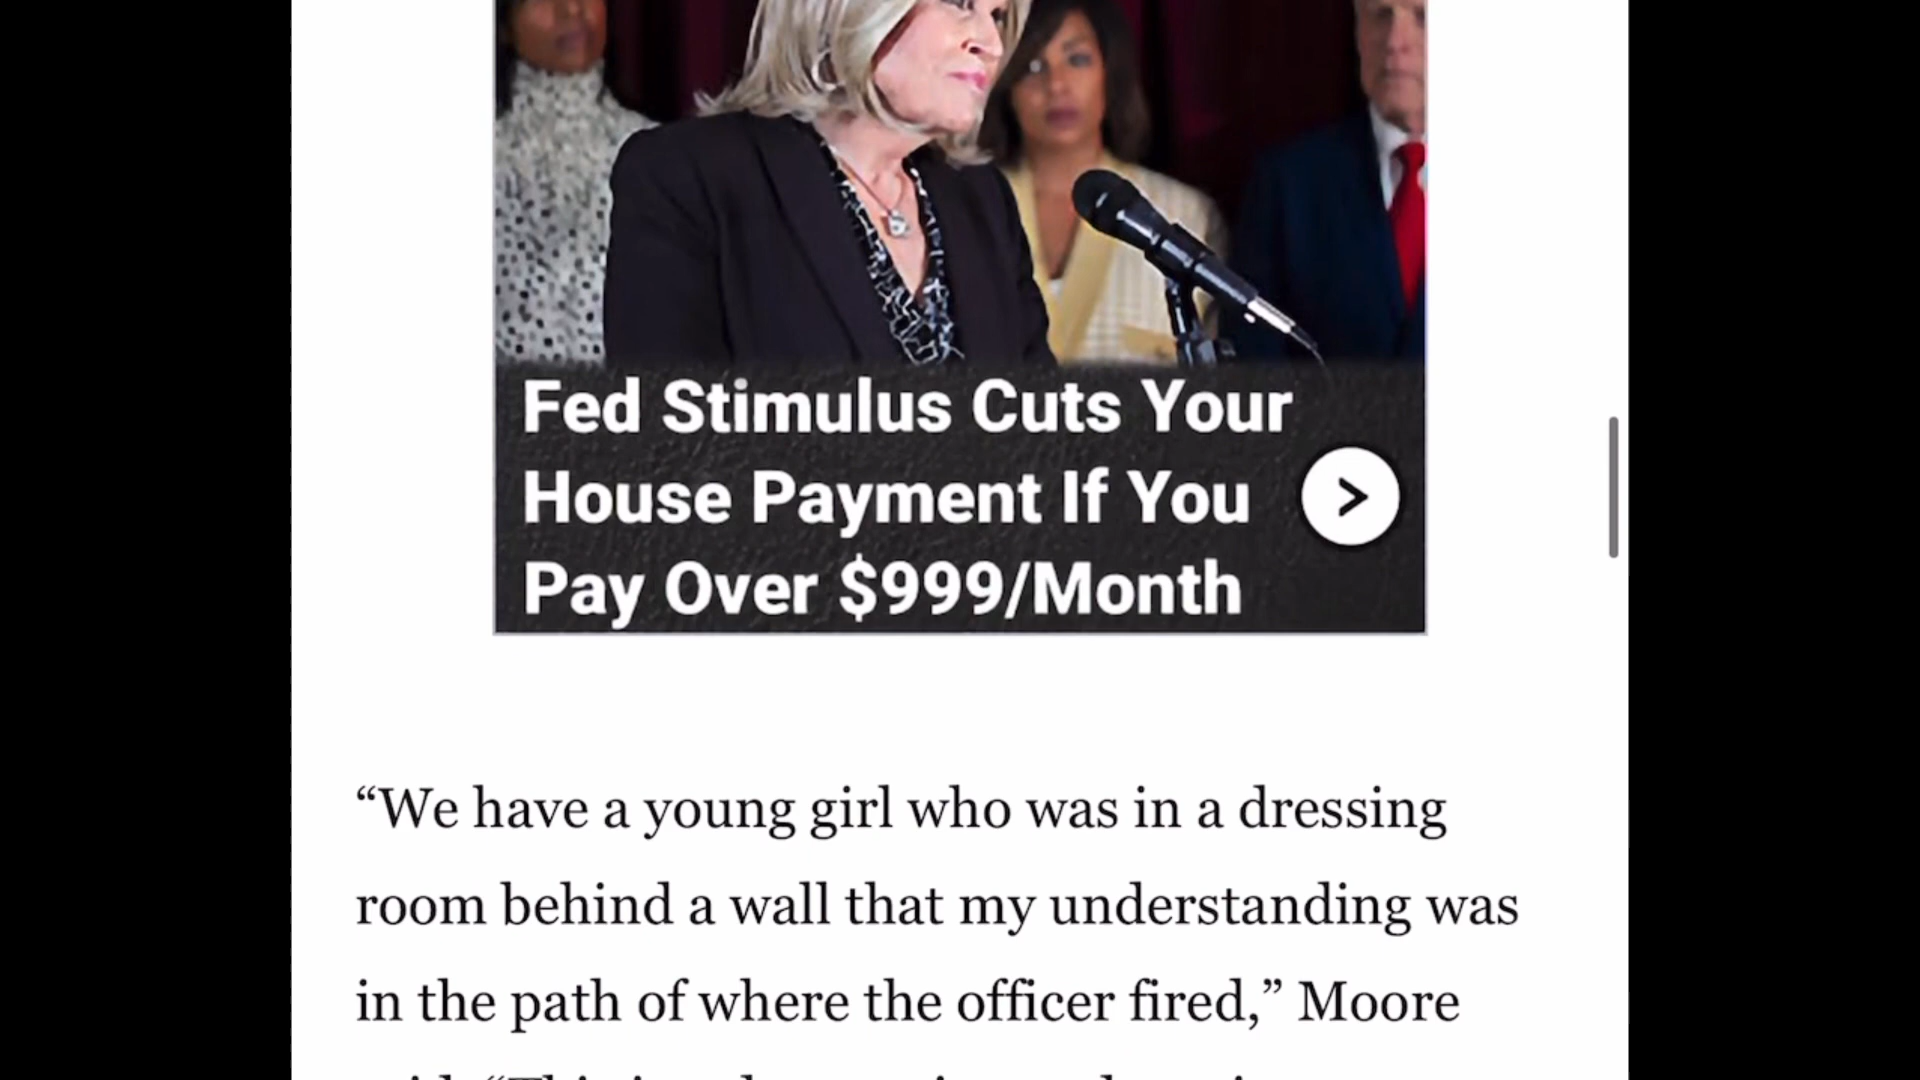 Fed Stimulus Cuts Your
House Payment If You
Pay Over $999/Month
“We have a young girl who was in a dressing
room behind a wall that my understanding was
in the path of where the officer fired,” Moore